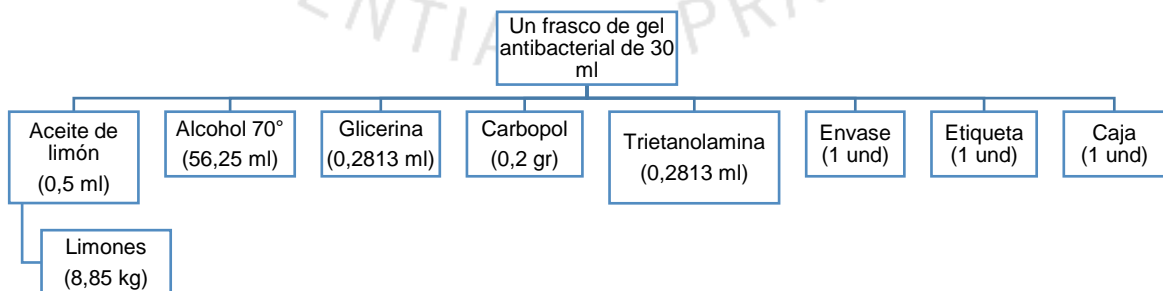 ENTIA
PRA
Un frasco de gel
antibacterial de 30
ml
Aceite de
limón
(0,5 ml)
Alcohol 70°
(56,25 ml)
Glicerina
(0,2813 ml)
Carbopol
(0,2 gr)
Trietanolamina
(0,2813 ml)
Envase
(1 und)
Etiqueta
(1 und)
Caja
(1 und)
Limones
(8,85 kg)